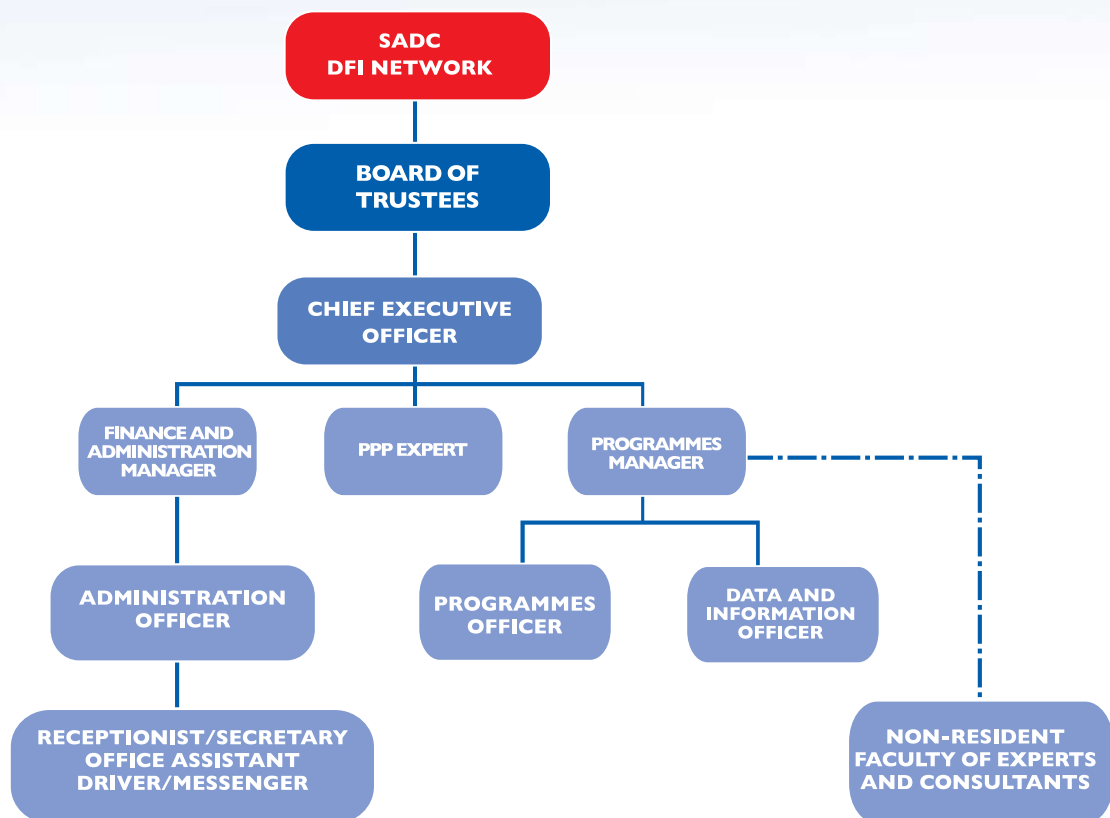 SADC
DFI NETWORK
BOARD OF
TRUSTEES
CHIEF EXECUTIVE
OFFICER
FINANCE AND
ADMINISTRATION
MANAGER
PPP EXPERT
PROGRAMMES
MANAGER
ADMINISTRATION
OFFICER
PROGRAMMES
OFFICER
DATA AND
INFORMATION
OFFICER
RECEPTIONIST/SECRETARY
OFFICE ASSISTANT
DRIVER/MESSENGER
NON-RESIDENT
FACULTY OF EXPERTS
AND CONSULTANTS